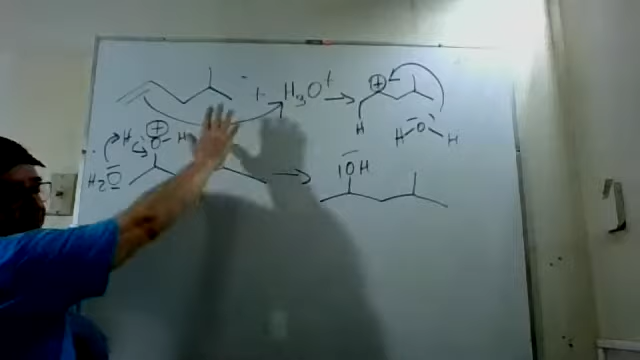 + H₃O⁺ → ⊕
H
H O H
⊕
H O H
H₂O
→ |OH